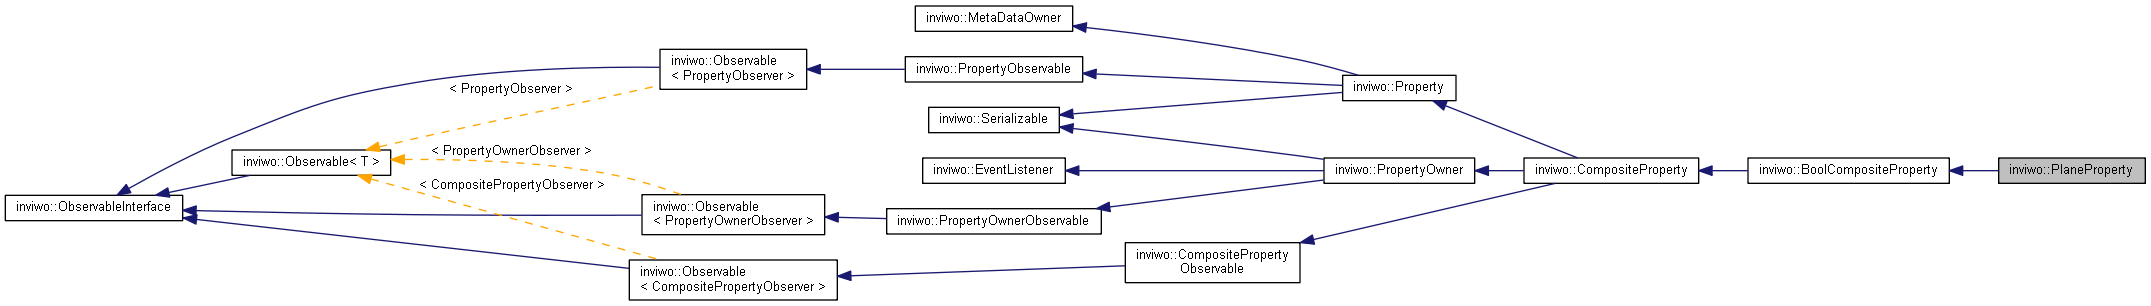 inviwo::MetaDataOwner
inviwo::Observable
< PropertyObserver >
inviwo::PropertyObservable
inviwo::Property
< PropertyObserver >
inviwo::Serializable
< PropertyOwnerObserver >
inviwo::Observable< T >
inviwo::EventListener
inviwo::PropertyOwner
inviwo::CompositeProperty
inviwo::BoolCompositeProperty
inviwo::PlaneProperty
< CompositePropertyObserver >
inviwo::ObservableInterface
inviwo::Observable
< PropertyOwnerObserver >
inviwo::PropertyOwnerObservable
inviwo::CompositeProperty
Observable
inviwo::Observable
< CompositePropertyObserver >